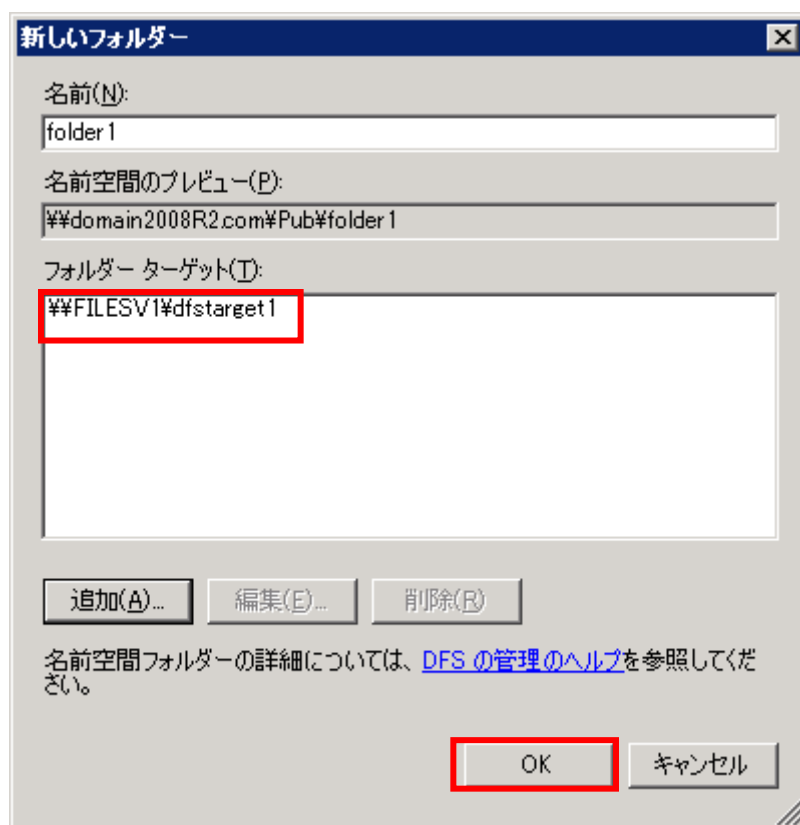 新しいフォルダー
名前(N):
folder1
名前空間のプレビュー(P):
¥¥domain2008R2.com¥Pub¥folder1
フォルダー ターゲット(T):
¥¥FILESV1¥dfstarget1
追加(A)... 編集(E)... 削除(R)
名前空間フォルダーの詳細については、DFS の管理のヘルプを参照してくだ
さい。
OK キャンセル